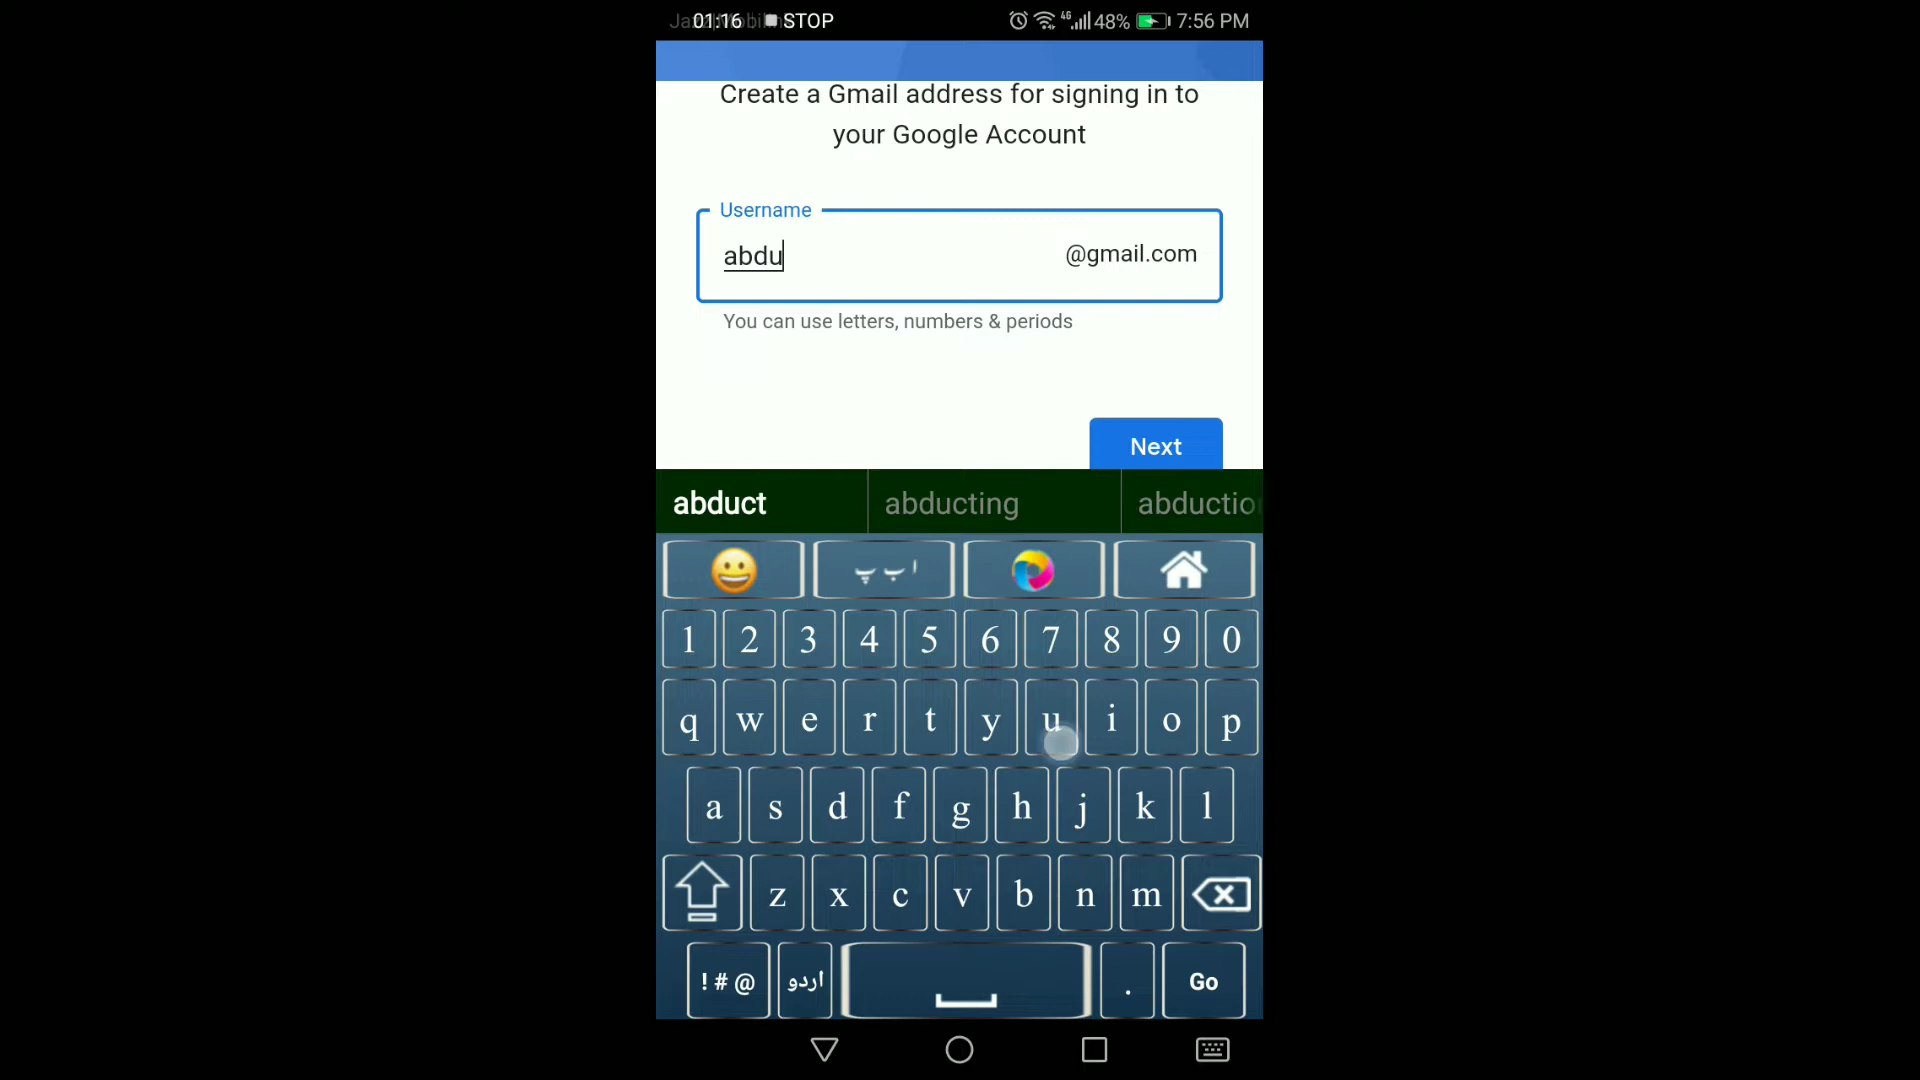 01:16 STOP 4G 48% 7:56 PM
Create a Gmail address for signing in to
your Google Account
Username
abdu @gmail.com
You can use letters, numbers & periods
Next
abduct abducting abductio
ا ب پ
1 2 3 4 5 6 7 8 9 0
q w e r t y u i o p
a s d f g h j k l
z x c v b n m
! # @ اردو . Go